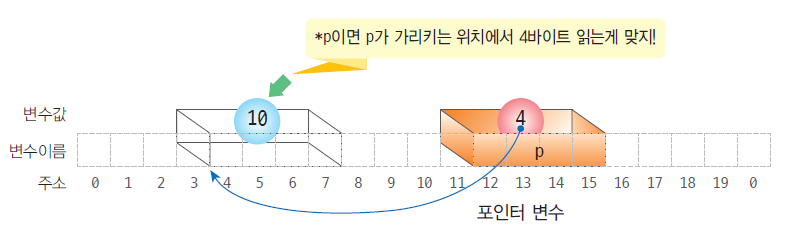 *p이면 p가 가리키는 위치에서 4바이트 읽는게 맞지!
변수값 10 4
변수이름 p
주소 0 1 2 3 4 5 6 7 8 9 10 11 12 13 14 15 16 17 18 19 0
포인터 변수